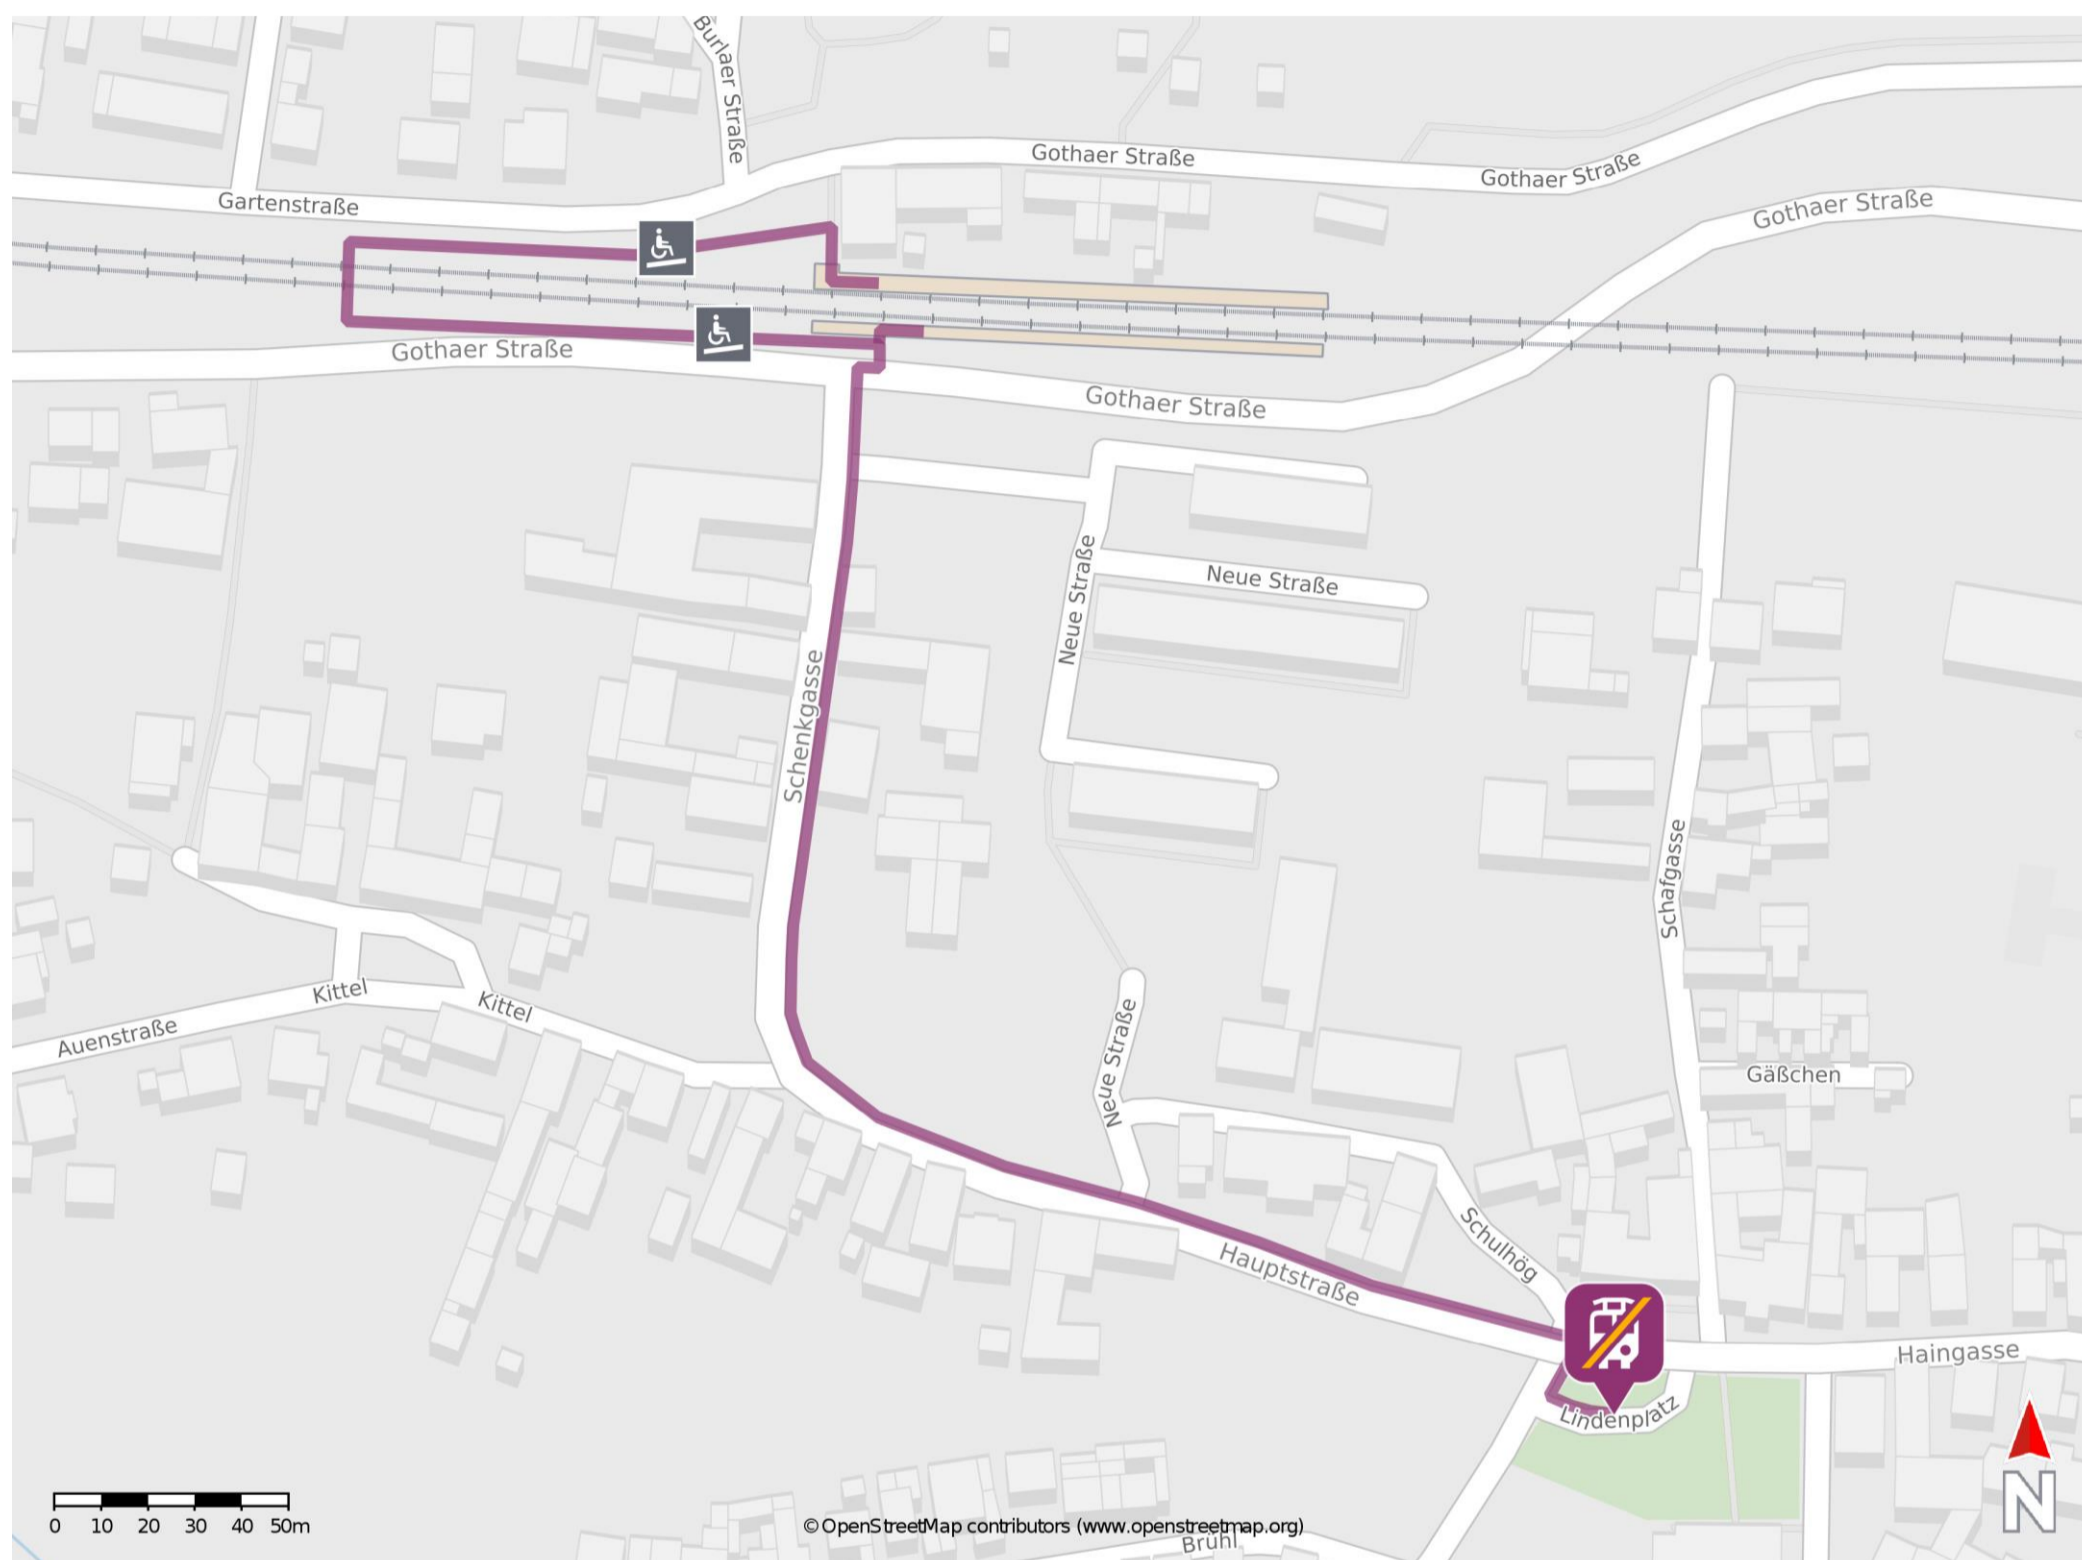 Burlaer Straße
Gothaer Straße
Gothaer Straße
Gartenstraße
Gothaer Straße
Gothaer Straße
Gothaer Straße
Neue Straße
Neue Straße
Schenkgasse
Schafgasse
Kittel
Kittel
Auenstraße
Neue Straße
Gäßchen
Schulhög
Hauptstraße
Haingasse
Lindenplatz
N
0 10 20 30 40 50m
© OpenStreetMap contributors (www.openstreetmap.org)
Brühl